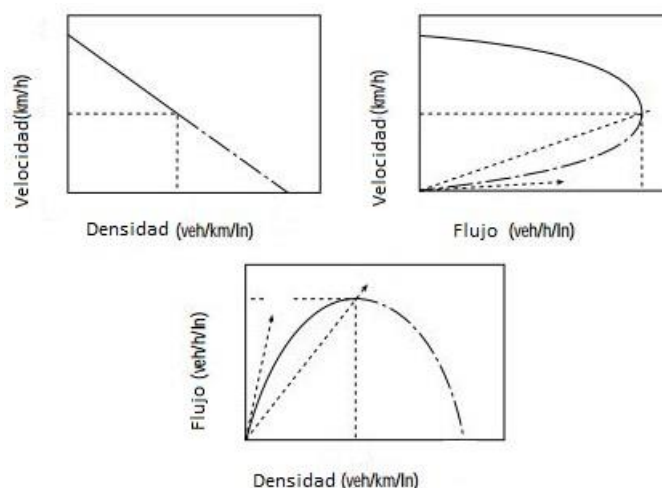 Velocidad(km/h)
Densidad (veh/km/ln)
Velocidad (km/h)
Flujo (veh/h/ln)
Flujo (veh/h/ln)
Densidad (veh/km/ln)